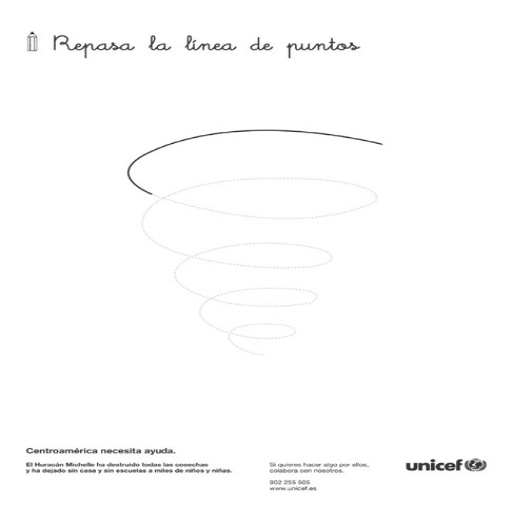 Repasa la línea de puntos
Centroamérica necesita ayuda.
El Huracán Michelle ha destruido todas las cosechas
y ha dejado sin casa y sin escuelas a miles de niños y niñas.
Si quieres hacer algo por ellos,
colabora con nosotros.
902 255 505
www.unicef.es
unicef